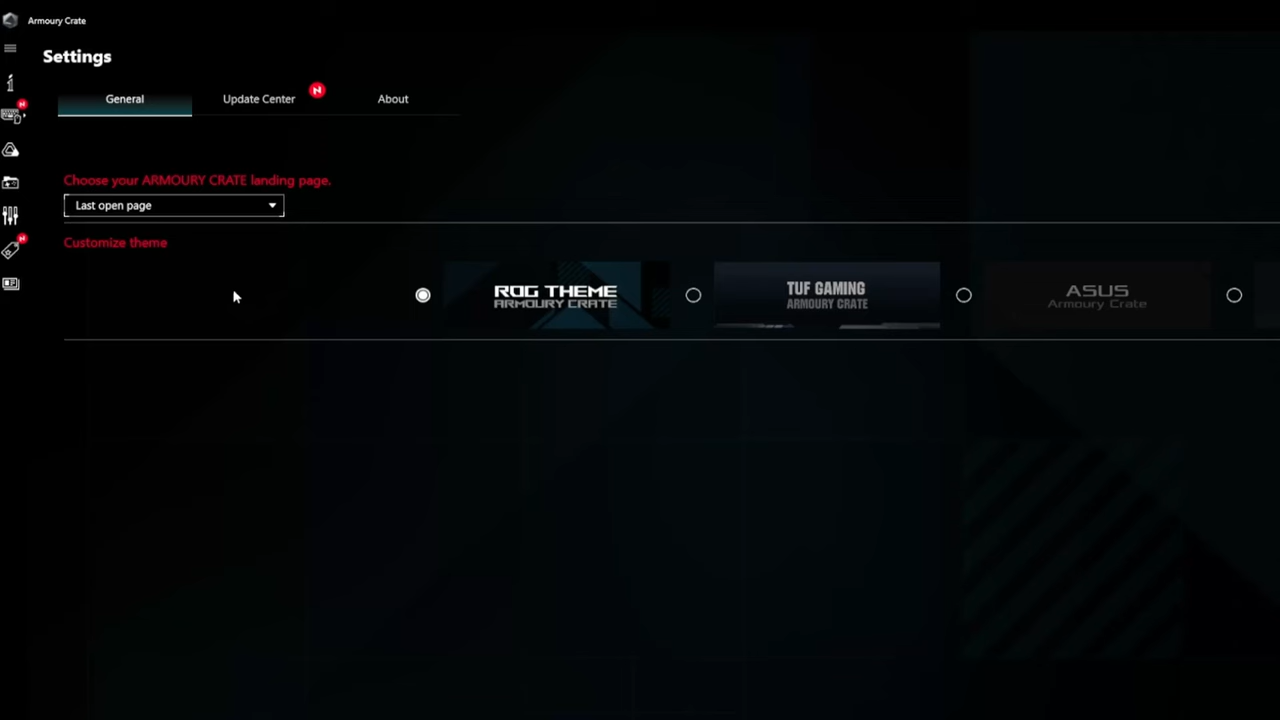 Armoury Crate
Settings
General
Update Center
N
About
N
Choose your ARMOURY CRATE landing page.
Last open page
Customize theme
N
ROG THEME
ARMOURY CRATE
TUF GAMING
ARMOURY CRATE
ASUS
Armoury Crate